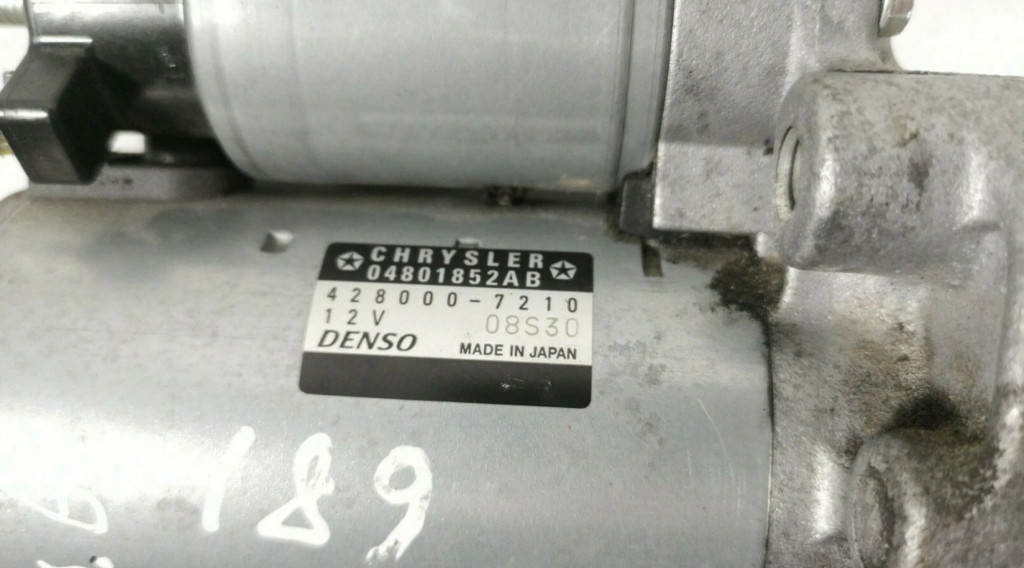 CHRYSLER
04801852AB
428000-7210
12V 08S30
DENSO MADE IN JAPAN
189